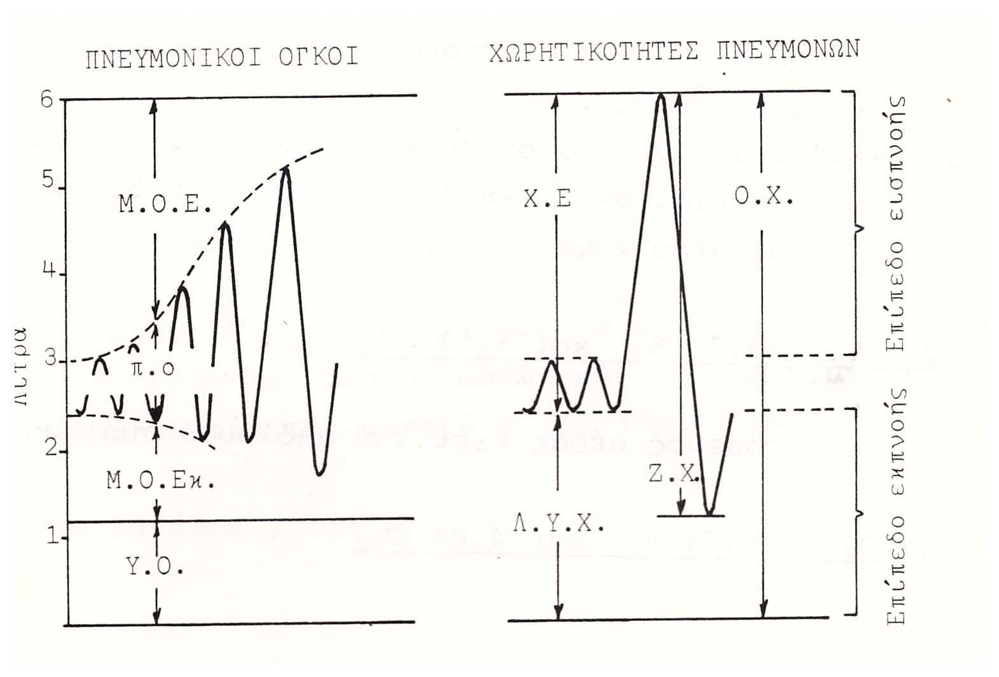 ΠΝΕΥΜΟΝΙΚΟΙ ΟΓΚΟΙ
ΧΩΡΗΤΙΚΟΤΗΤΕΣ ΠΝΕΥΜΟΝΩΝ
6
5
4
3
2
1
Λιτρα
Μ.Ο.Ε.
π.ο
Μ.Ο.Εκ.
Υ.Ο.
Χ.Ε
Ο.Χ.
Ζ.Χ.
Λ.Υ.Χ.
Επίπεδο εισπνοής
Επίπεδο εκπνοής